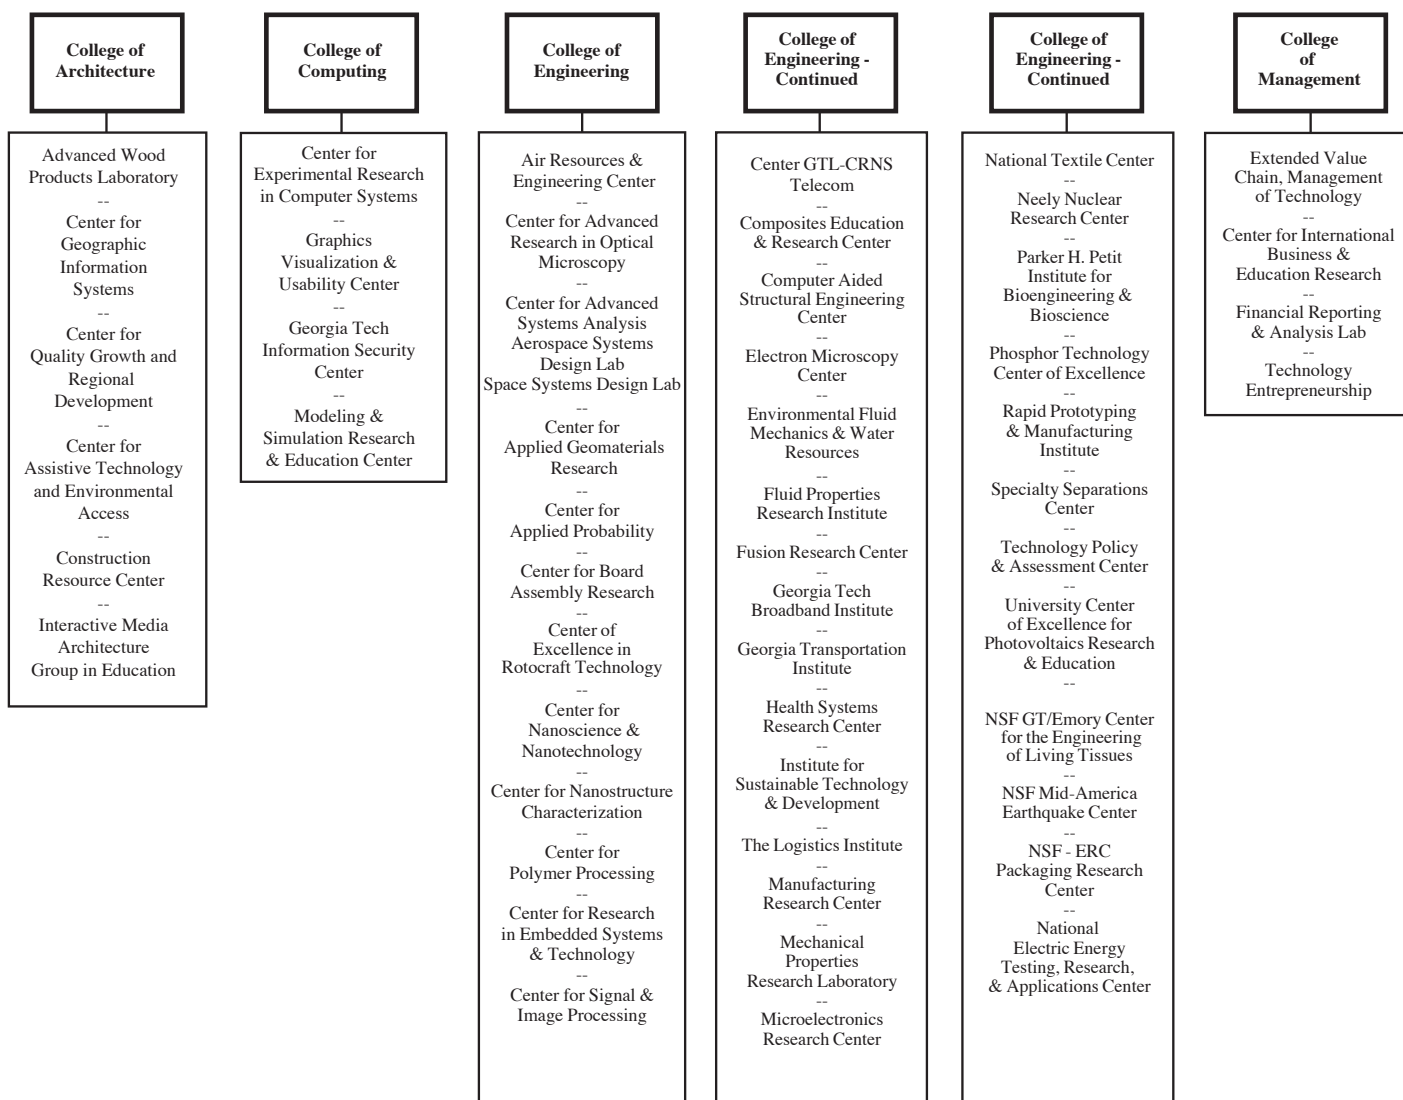 College of
Architecture
Advanced Wood
Products Laboratory
--
Center for
Geographic
Information
Systems
--
Center for
Quality Growth and
Regional
Development
--
Center for
Assistive Technology
and Environmental
Access
--
Construction
Resource Center
--
Interactive Media
Architecture
Group in Education
College of
Computing
Center for
Experimental Research
in Computer Systems
--
Graphics
Visualization &
Usability Center
--
Georgia Tech
Information Security
Center
--
Modeling &
Simulation Research
& Education Center
College of
Engineering
Air Resources &
Engineering Center
--
Center for Advanced
Research in Optical
Microscopy
--
Center for Advanced
Systems Analysis
Aerospace Systems
Design Lab
Space Systems Design Lab
--
Center for
Applied Geomaterials
Research
--
Center for
Applied Probability
--
Center for Board
Assembly Research
--
Center of
Excellence in
Rotocraft Technology
--
Center for
Nanoscience &
Nanotechnology
--
Center for Nanostructure
Characterization
--
Center for
Polymer Processing
--
Center for Research
in Embedded Systems
& Technology
--
Center for Signal &
Image Processing
College of
Engineering -
Continued
Center GTL-CRNS
Telecom
--
Composites Education
& Research Center
--
Computer Aided
Structural Engineering
Center
--
Electron Microscopy
Center
--
Environmental Fluid
Mechanics & Water
Resources
--
Fluid Properties
Research Institute
--
Fusion Research Center
--
Georgia Tech
Broadband Institute
--
Georgia Transportation
Institute
--
Health Systems
Research Center
--
Institute for
Sustainable Technology
& Development
--
The Logistics Institute
--
Manufacturing
Research Center
--
Mechanical
Properties
Research Laboratory
--
Microelectronics
Research Center
College of
Engineering -
Continued
National Textile Center
--
Neely Nuclear
Research Center
--
Parker H. Petit
Institute for
Bioengineering &
Bioscience
--
Phosphor Technology
Center of Excellence
--
Rapid Prototyping
& Manufacturing
Institute
--
Specialty Separations
Center
--
Technology Policy
& Assessment Center
--
University Center
of Excellence for
Photovoltaics Research
& Education
--
NSF GT/Emory Center
for the Engineering
of Living Tissues
--
NSF Mid-America
Earthquake Center
--
NSF - ERC
Packaging Research
Center
--
National
Electric Energy
Testing, Research,
& Applications Center
College
of
Management
Extended Value
Chain, Management
of Technology
--
Center for International
Business &
Education Research
--
Financial Reporting
& Analysis Lab
--
Technology
Entrepreneurship